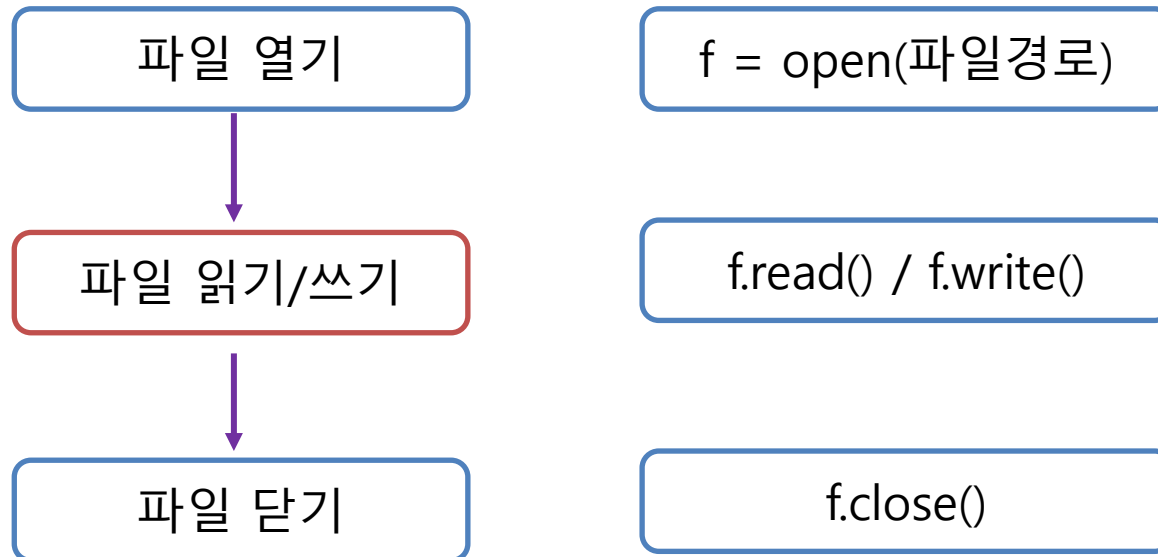 파일 열기
f = open(파일경로)
파일 읽기/쓰기
f.read() / f.write()
파일 닫기
f.close()